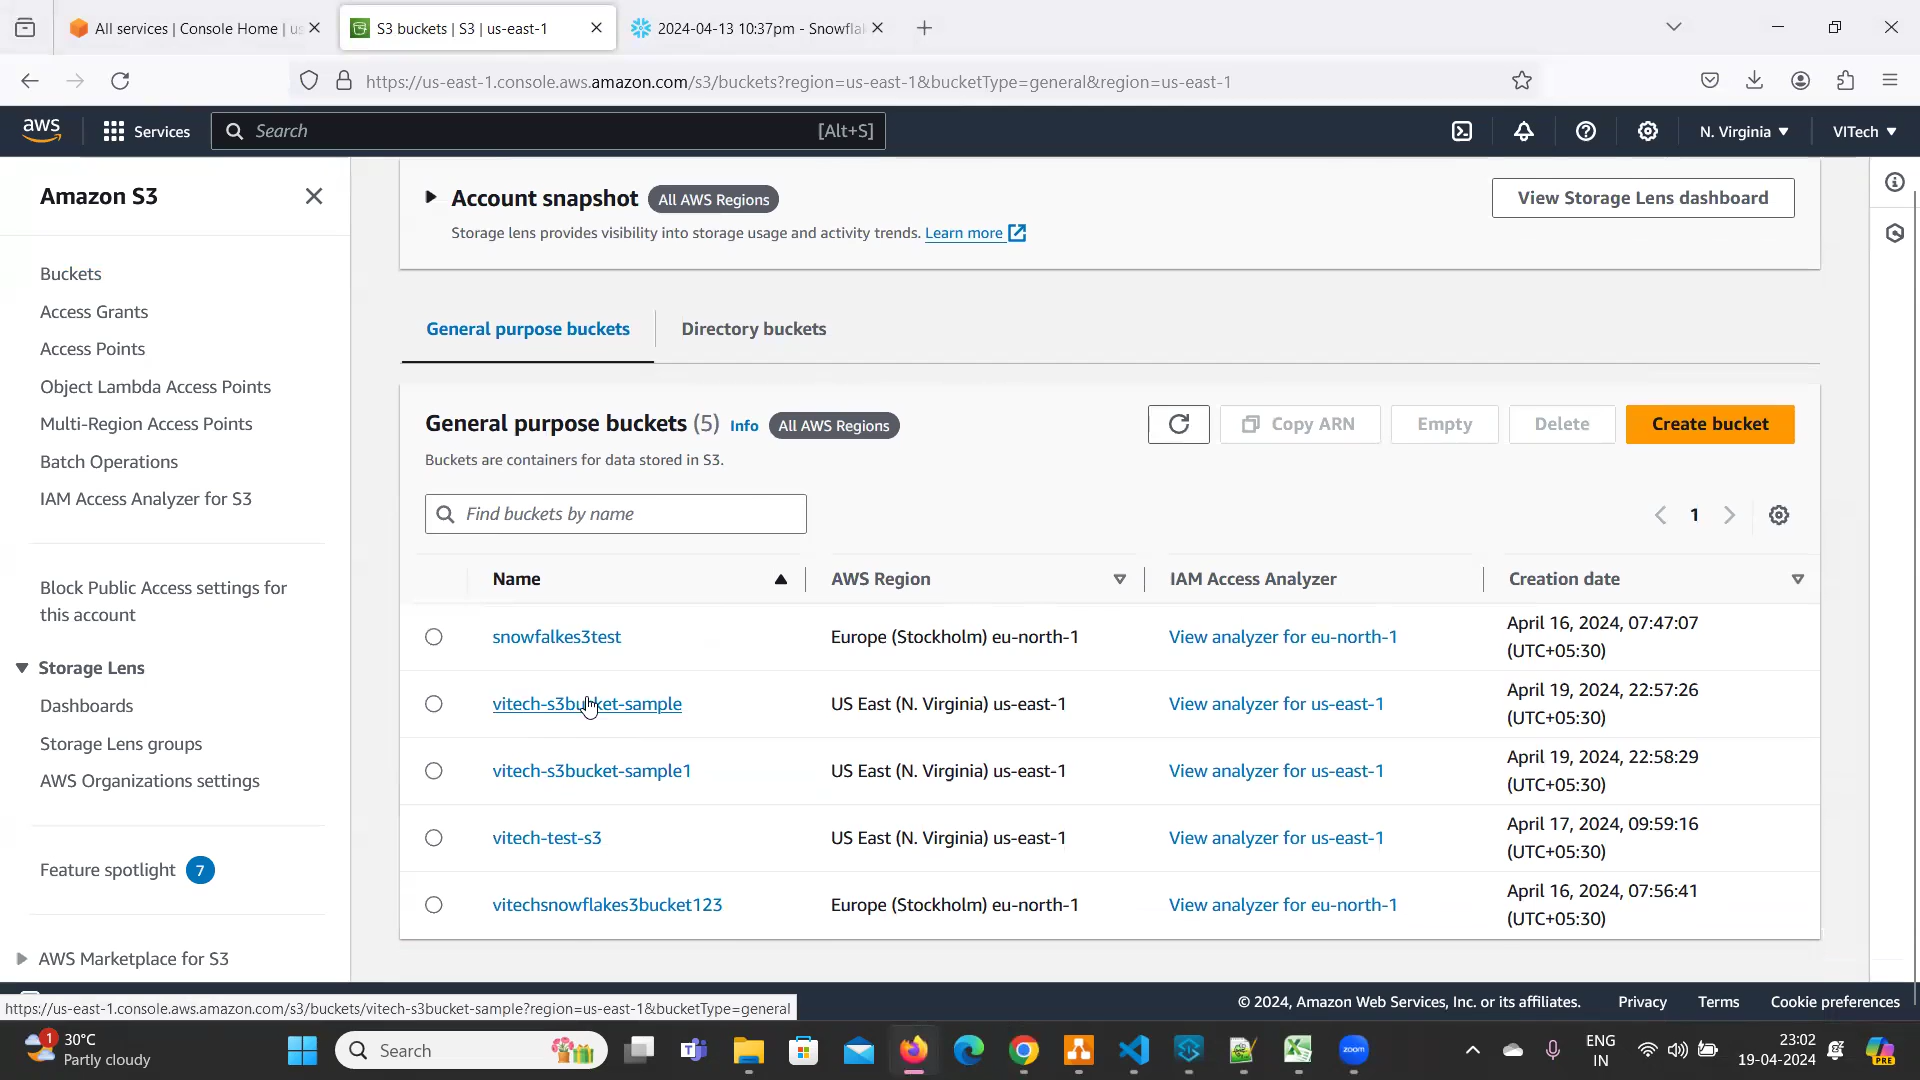 All services | Console Home | us
S3 buckets | S3 | us-east-1
2024-04-13 10:37pm - Snowflak
https://us-east-1.console.aws.amazon.com/s3/buckets?region=us-east-1&bucketType=general&region=us-east-1
aws
Services
Search
[Alt+S]
N. Virginia
VITech
Amazon S3
Buckets
Access Grants
Access Points
Object Lambda Access Points
Multi-Region Access Points
Batch Operations
IAM Access Analyzer for S3
Block Public Access settings for
this account
Storage Lens
Dashboards
Storage Lens groups
AWS Organizations settings
Feature spotlight 7
AWS Marketplace for S3
Account snapshot All AWS Regions
View Storage Lens dashboard
Storage lens provides visibility into storage usage and activity trends. Learn more
General purpose buckets
Directory buckets
General purpose buckets (5) Info All AWS Regions
Copy ARN
Empty
Delete
Create bucket
Buckets are containers for data stored in S3.
Find buckets by name
1
Name
AWS Region
IAM Access Analyzer
Creation date
snowfalkes3test
Europe (Stockholm) eu-north-1
View analyzer for eu-north-1
April 16, 2024, 07:47:07
(UTC+05:30)
vitech-s3bucket-sample
US East (N. Virginia) us-east-1
View analyzer for us-east-1
April 19, 2024, 22:57:26
(UTC+05:30)
vitech-s3bucket-sample1
US East (N. Virginia) us-east-1
View analyzer for us-east-1
April 19, 2024, 22:58:29
(UTC+05:30)
vitech-test-s3
US East (N. Virginia) us-east-1
View analyzer for us-east-1
April 17, 2024, 09:59:16
(UTC+05:30)
vitechsnowflakes3bucket123
Europe (Stockholm) eu-north-1
View analyzer for eu-north-1
April 16, 2024, 07:56:41
(UTC+05:30)
https://us-east-1.console.aws.amazon.com/s3/buckets/vitech-s3bucket-sample?region=us-east-1&bucketType=general
© 2024, Amazon Web Services, Inc. or its affiliates.
Privacy
Terms
Cookie preferences
1
30°C
Partly cloudy
Search
zoom
ENG
IN
23:02
19-04-2024
PRE